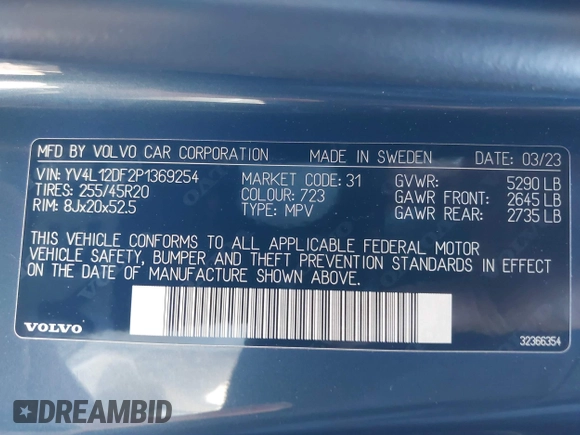 MFD BY VOLVO CAR CORPORATION MADE IN SWEDEN DATE: 03/23
VIN: YV4L12DF2P1369254 MARKET CODE: 31 GVWR: 5290 LB
TIRES: 255/45R20 COLOUR: 723 GAWR FRONT: 2645 LB
RIM: 8Jx20x52.5 TYPE: MPV GAWR REAR: 2735 LB
THIS VEHICLE CONFORMS TO ALL APPLICABLE FEDERAL MOTOR
VEHICLE SAFETY, BUMPER AND THEFT PREVENTION STANDARDS IN EFFECT
ON THE DATE OF MANUFACTURE SHOWN ABOVE.
VOLVO 32366354
DREAMBID